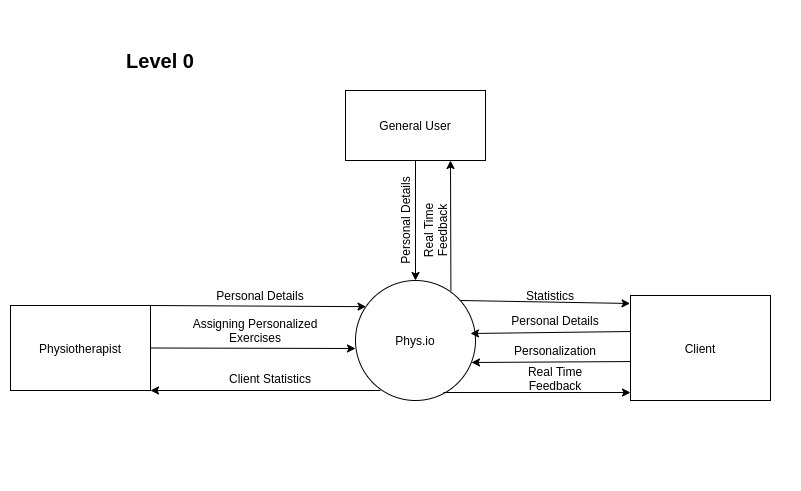 Level 0
General User
Personal Details
Real Time
Feedback
Personal Details
Assigning Personalized
Exercises
Client Statistics
Physiotherapist
Phys.io
Statistics
Personal Details
Personalization
Real Time
Feedback
Client